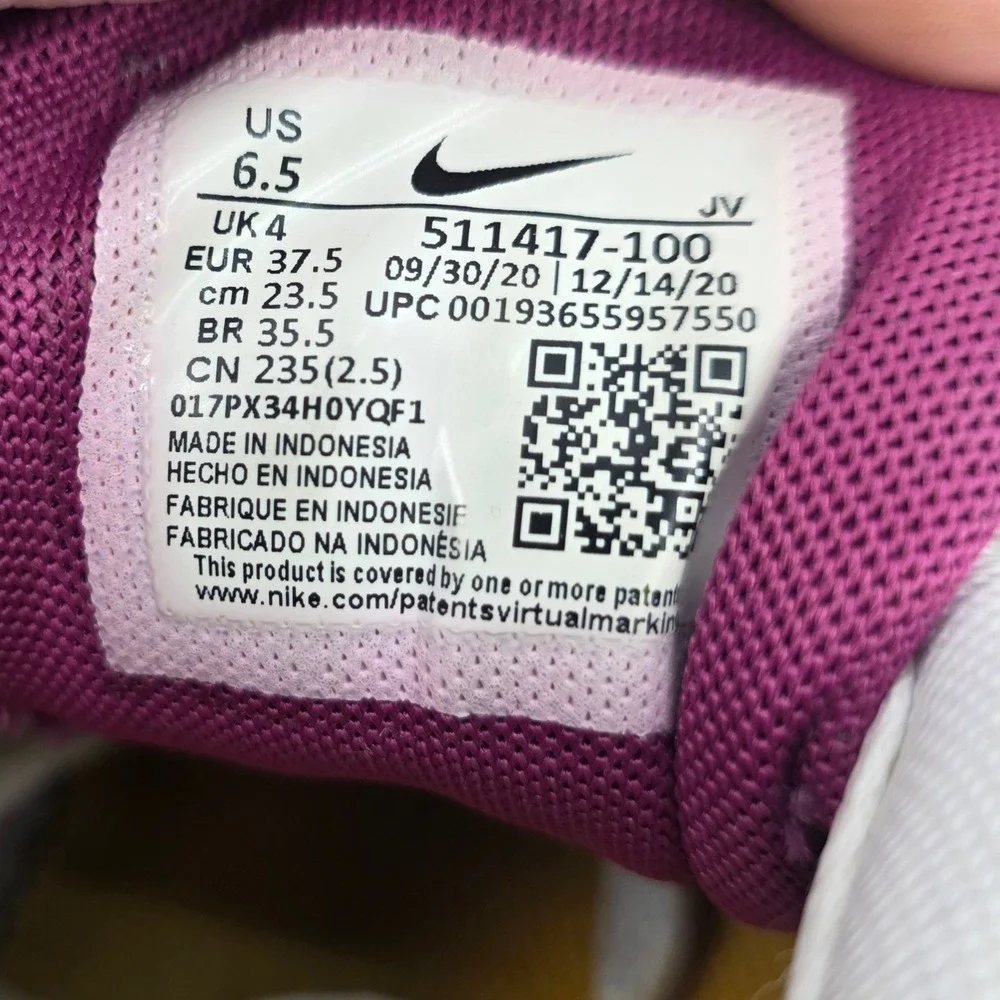 US
6.5
UK 4
EUR 37.5
cm 23.5
BR 35.5
CN 235(2.5)
017PX34H0YQF1
JV
511417-100
09/30/20 | 12/14/20
UPC 00193655957550
MADE IN INDONESIA
HECHO EN INDONESIA
FABRIQUE EN INDONESIE
FABRICADO NA INDONÉSIA
This product is covered by one or more
www.nike.com/patentsvirtualmarkin